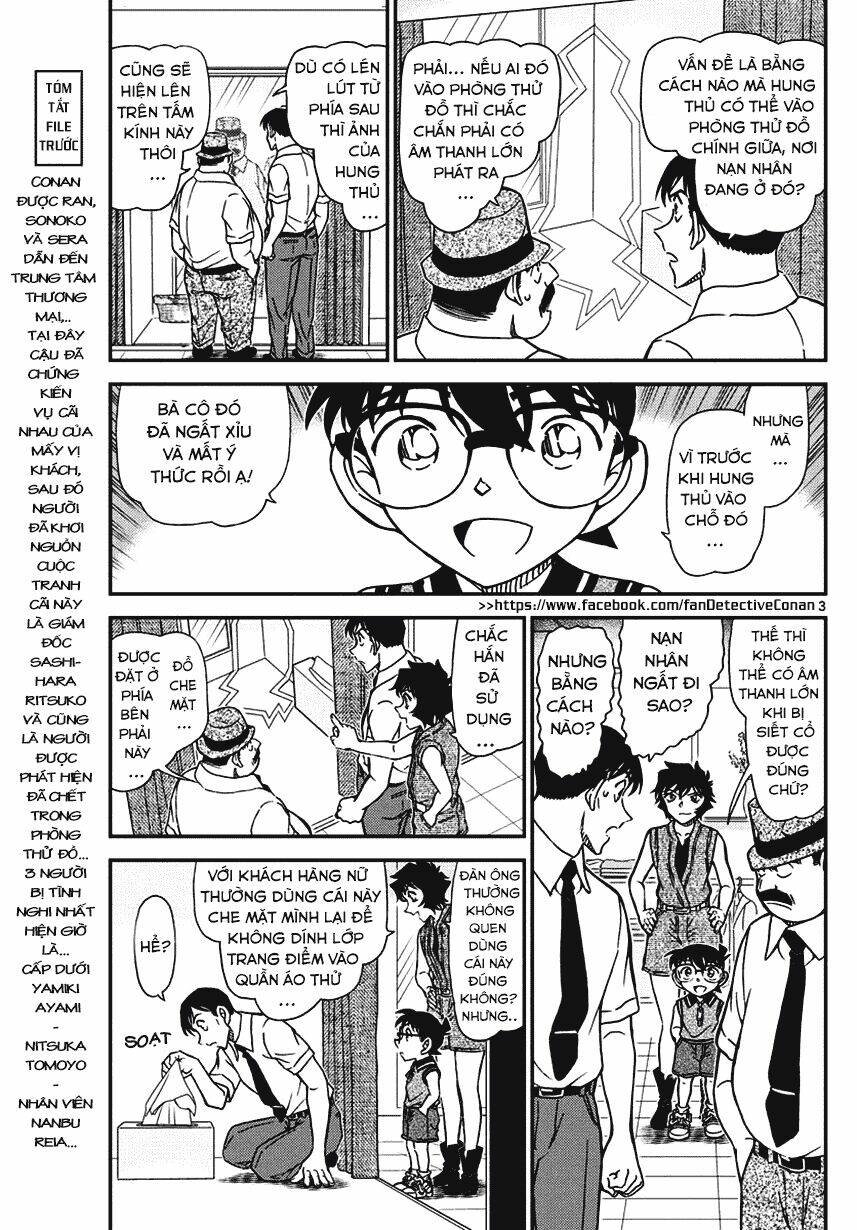 VẤN ĐỀ LÀ BẰNG
CÁCH NÀO MÀ HUNG
THỦ CÓ THỂ VÀO
PHÒNG THỬ ĐỒ
CHÍNH GIỮA, NƠI
NẠN NHÂN
ĐANG Ở ĐÓ?
PHẢI... NẾU AI ĐÓ
VÀO PHÒNG THỬ
ĐỒ THÌ CHẮC
CHẮN PHẢI CÓ
ÂM THANH LỚN
PHÁT RA
...
DÙ CÓ LÉN
LÚT TỪ
PHÍA SAU
THÌ ẢNH
CỦA
HUNG
THỦ
...
CŨNG SẼ
HIỆN LÊN
TRÊN TẤM
KÍNH NÀY
THÔI
...
TÓM
TẮT
FILE
TRƯỚC
CONAN
ĐƯỢC RAN,
SONOKO
VÀ SERA
DẪN ĐẾN
TRUNG TÂM
THƯƠNG
MẠI,..
TẠI ĐÂY
CẬU ĐÃ
CHỨNG
KIẾN
VỤ CÃI
NHAU CỦA
MẤY VỊ
KHÁCH,
SAU ĐÓ
NGƯỜI
ĐÃ KHƠI
NGUỒN
CUỘC
TRANH
CÃI NÀY
LÀ GIÁM
ĐỐC
SASHI-
HARA
RITSUKO
VÀ CŨNG
LÀ NGƯỜI
ĐƯỢC
PHÁT HIỆN
ĐÃ CHẾT
TRONG
PHÒNG
THỬ ĐỒ...
3 NGƯỜI
BỊ TÌNH
NGHI NHẤT
HIỆN GIỜ
LÀ...
CẤP DƯỚI
YAMIKI
AYAMI
-
NITSUKA
TOMOYO
-
NHÂN VIÊN
NANBU
REIA...
NHƯNG
MÀ
...
VÌ TRƯỚC
KHI HUNG
THỦ VÀO
CHỖ ĐÓ
...
BÀ CÔ ĐÓ
ĐÃ NGẤT XỈU
VÀ MẤT Ý
THỨC RỒI Ạ!
>>https://www.facebook.com/fanDetectiveConan 3
THẾ THÌ
KHÔNG
THỂ CÓ ÂM
THANH LỚN
KHI BỊ
SIẾT CỔ
ĐƯỢC
ĐÚNG
CHỨ?
NẠN
NHÂN
NGẤT ĐI
SAO?
NHƯNG
BẰNG
CÁCH
NÀO?
CHẮC
HẲN
ĐÃ
SỬ
DỤNG
...
ĐỒ
CHE MẶT
...
ĐƯỢC
ĐẶT Ở
PHÍA
BÊN
PHẢI
NÀY
...
ĐÀN ÔNG
THƯỜNG
KHÔNG
QUEN
DÙNG
CÁI NÀY
ĐÚNG
KHÔNG?
NHƯNG..
VỚI KHÁCH HÀNG NỮ
THƯỜNG DÙNG CÁI NÀY
CHE MẶT MÌNH LẠI ĐỂ
KHÔNG DÍNH LỚP
TRANG ĐIỂM VÀO
QUẦN ÁO THỬ
HỂ?
SOẠT